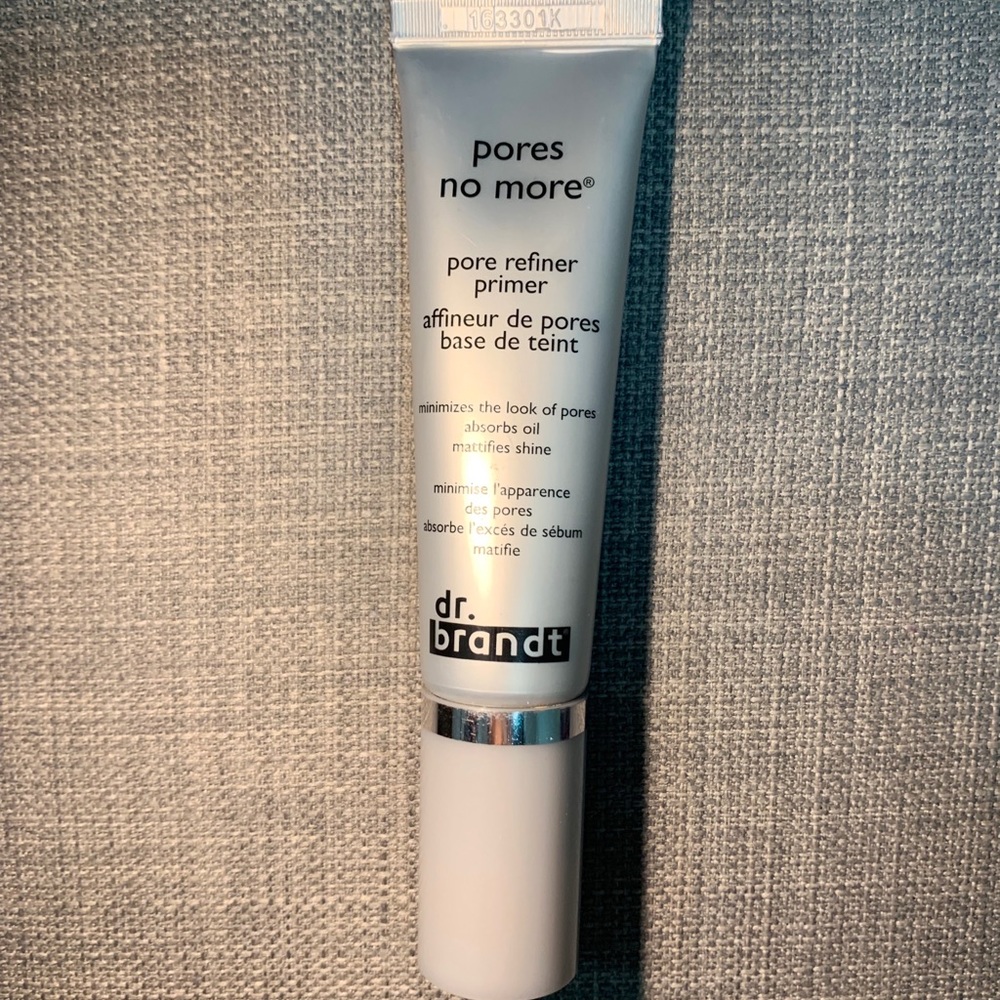 163301X
pores
no more®
pore refiner
primer
affineur de pores
base de teint
minimizes the look of pores
absorbs oil
mattifies shine
minimise l'apparence
des pores
absorbe l'excés de sébum
matifie
dr.
brandt